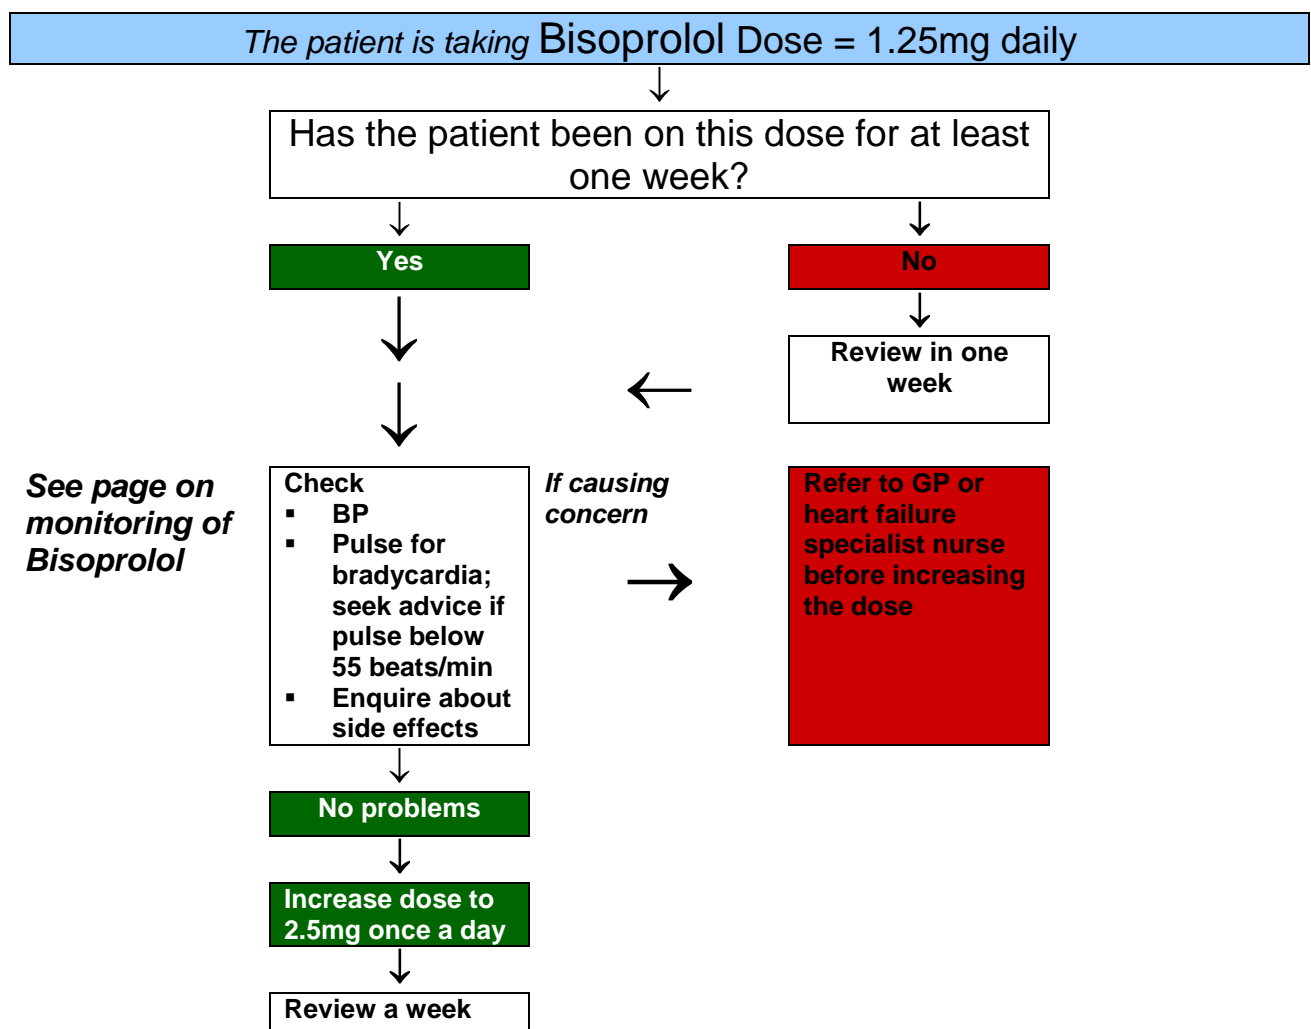 The patient is taking Bisoprolol Dose = 1.25mg daily
↓
Has the patient been on this dose for at least
one week?
↓ ↓
Yes
No
↓ ↓
Review in one
week
↓ ←
See page on
monitoring of
Bisoprolol
Check
▪ BP
▪ Pulse for
bradycardia;
seek advice if
pulse below
55 beats/min
▪ Enquire about
side effects
If causing
concern
→
Refer to GP or
heart failure
specialist nurse
before increasing
the dose
↓
No problems
↓
Increase dose to
2.5mg once a day
↓
Review a week